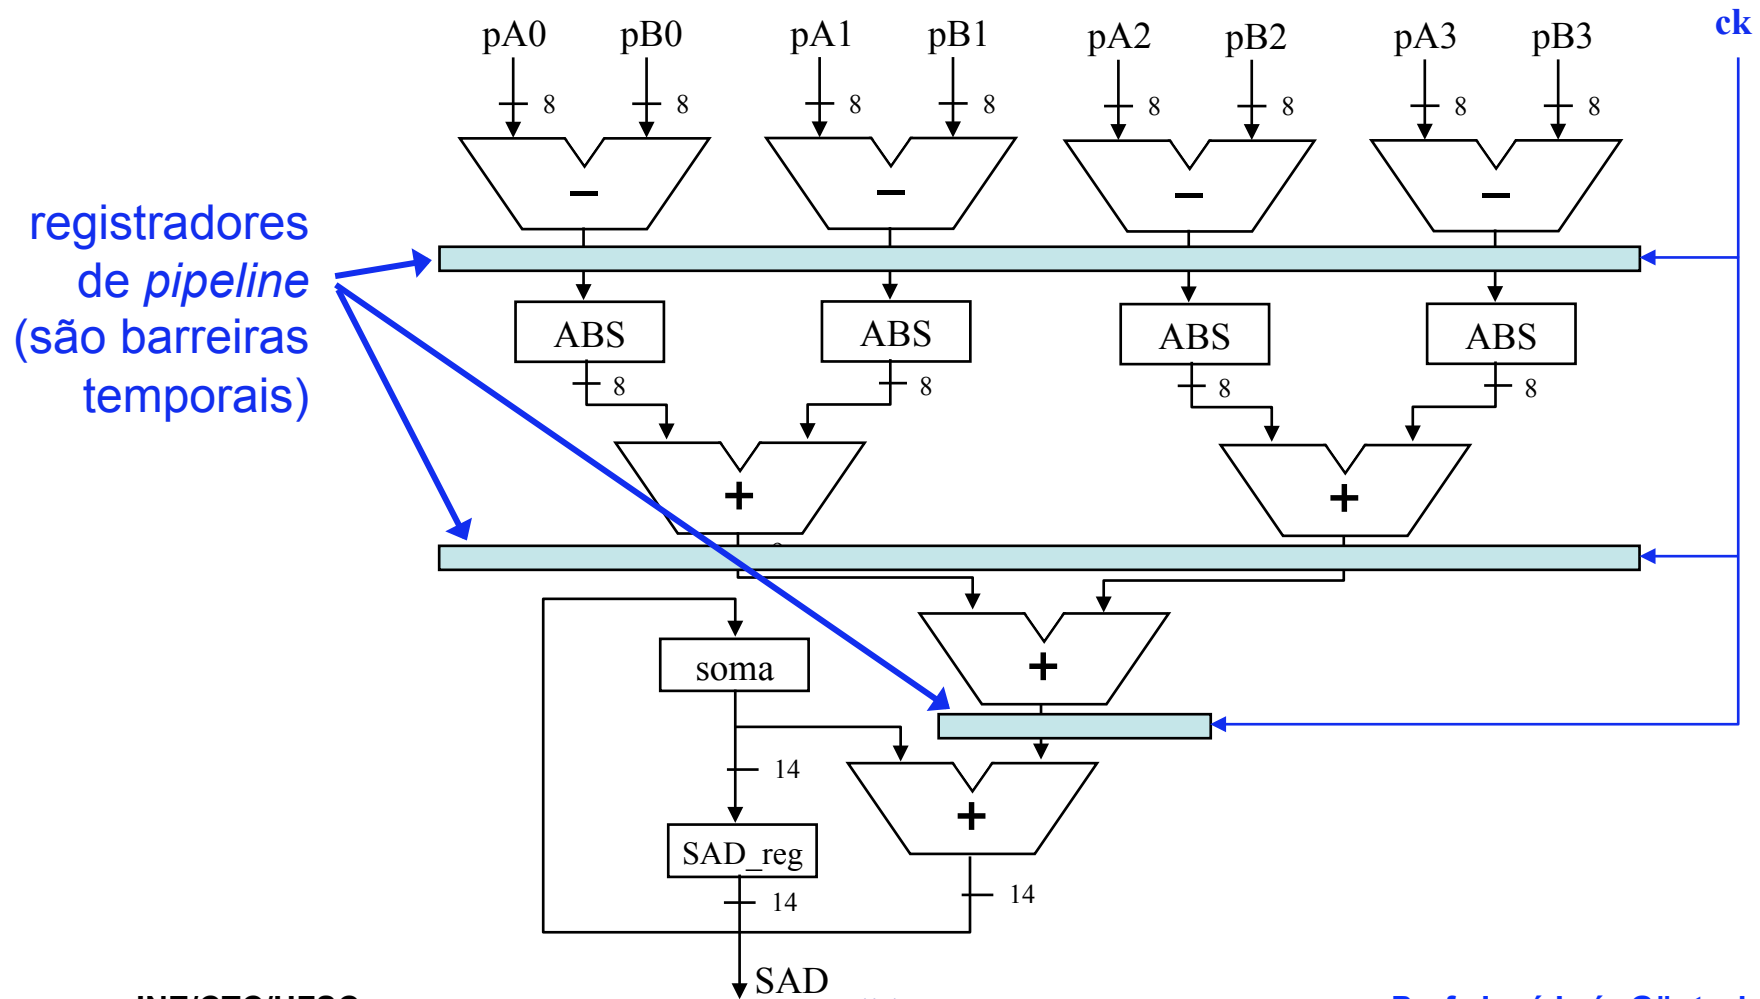 pA0 pB0 pA1 pB1 pA2 pB2 pA3 pB3 ck
8 8 8 8 8 8 8 8
− − − −
registradores
de pipeline
(são barreiras
temporais)
ABS ABS ABS ABS
8 8 8 8
+ +
+
soma
14
+
SAD_reg
14 14
SAD